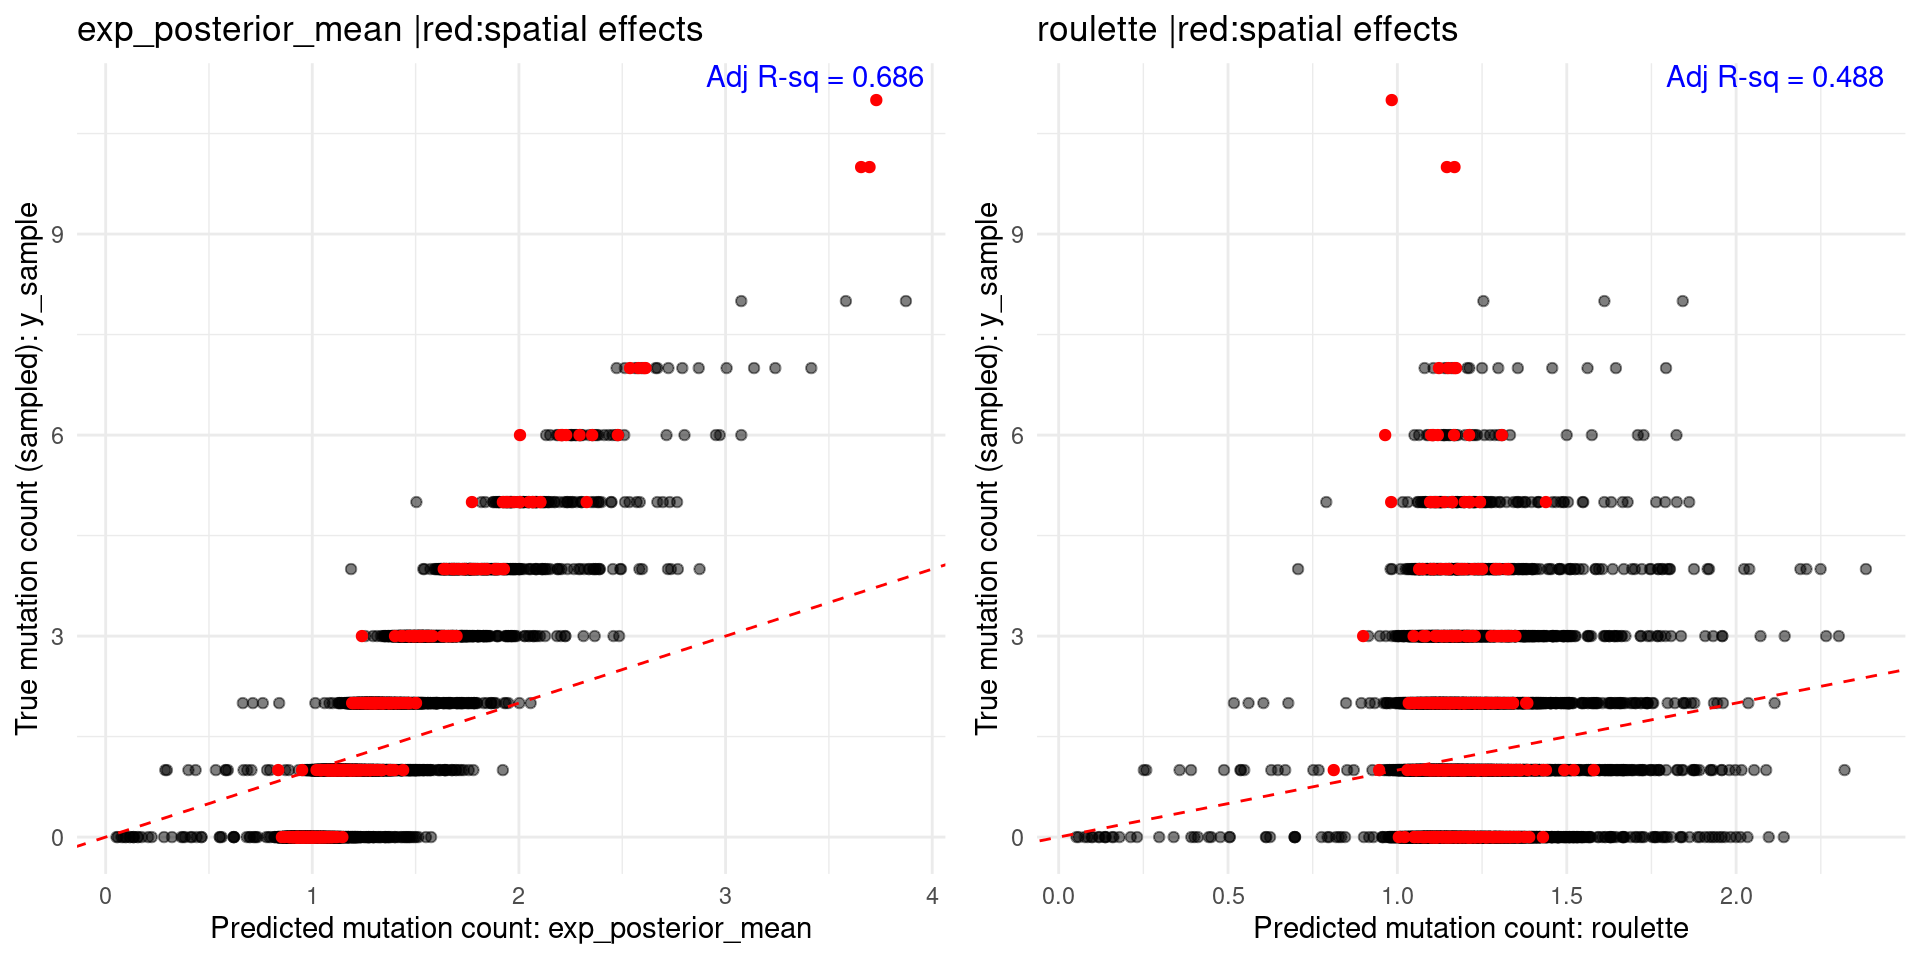 exp_posterior_mean |red:spatial effects
Adj R-sq = 0.686
True mutation count (sampled): y_sample
9
6
3
0
0
1
2
3
4
Predicted mutation count: exp_posterior_mean
roulette |red:spatial effects
Adj R-sq = 0.488
True mutation count (sampled): y_sample
9
6
3
0
0.0
0.5
1.0
1.5
2.0
Predicted mutation count: roulette